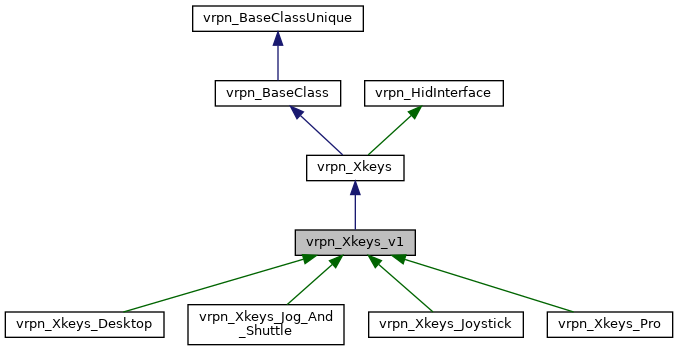 vrpn_BaseClassUnique
vrpn_BaseClass
vrpn_HidInterface
vrpn_Xkeys
vrpn_Xkeys_v1
vrpn_Xkeys_Desktop
vrpn_Xkeys_Jog_And
_Shuttle
vrpn_Xkeys_Joystick
vrpn_Xkeys_Pro